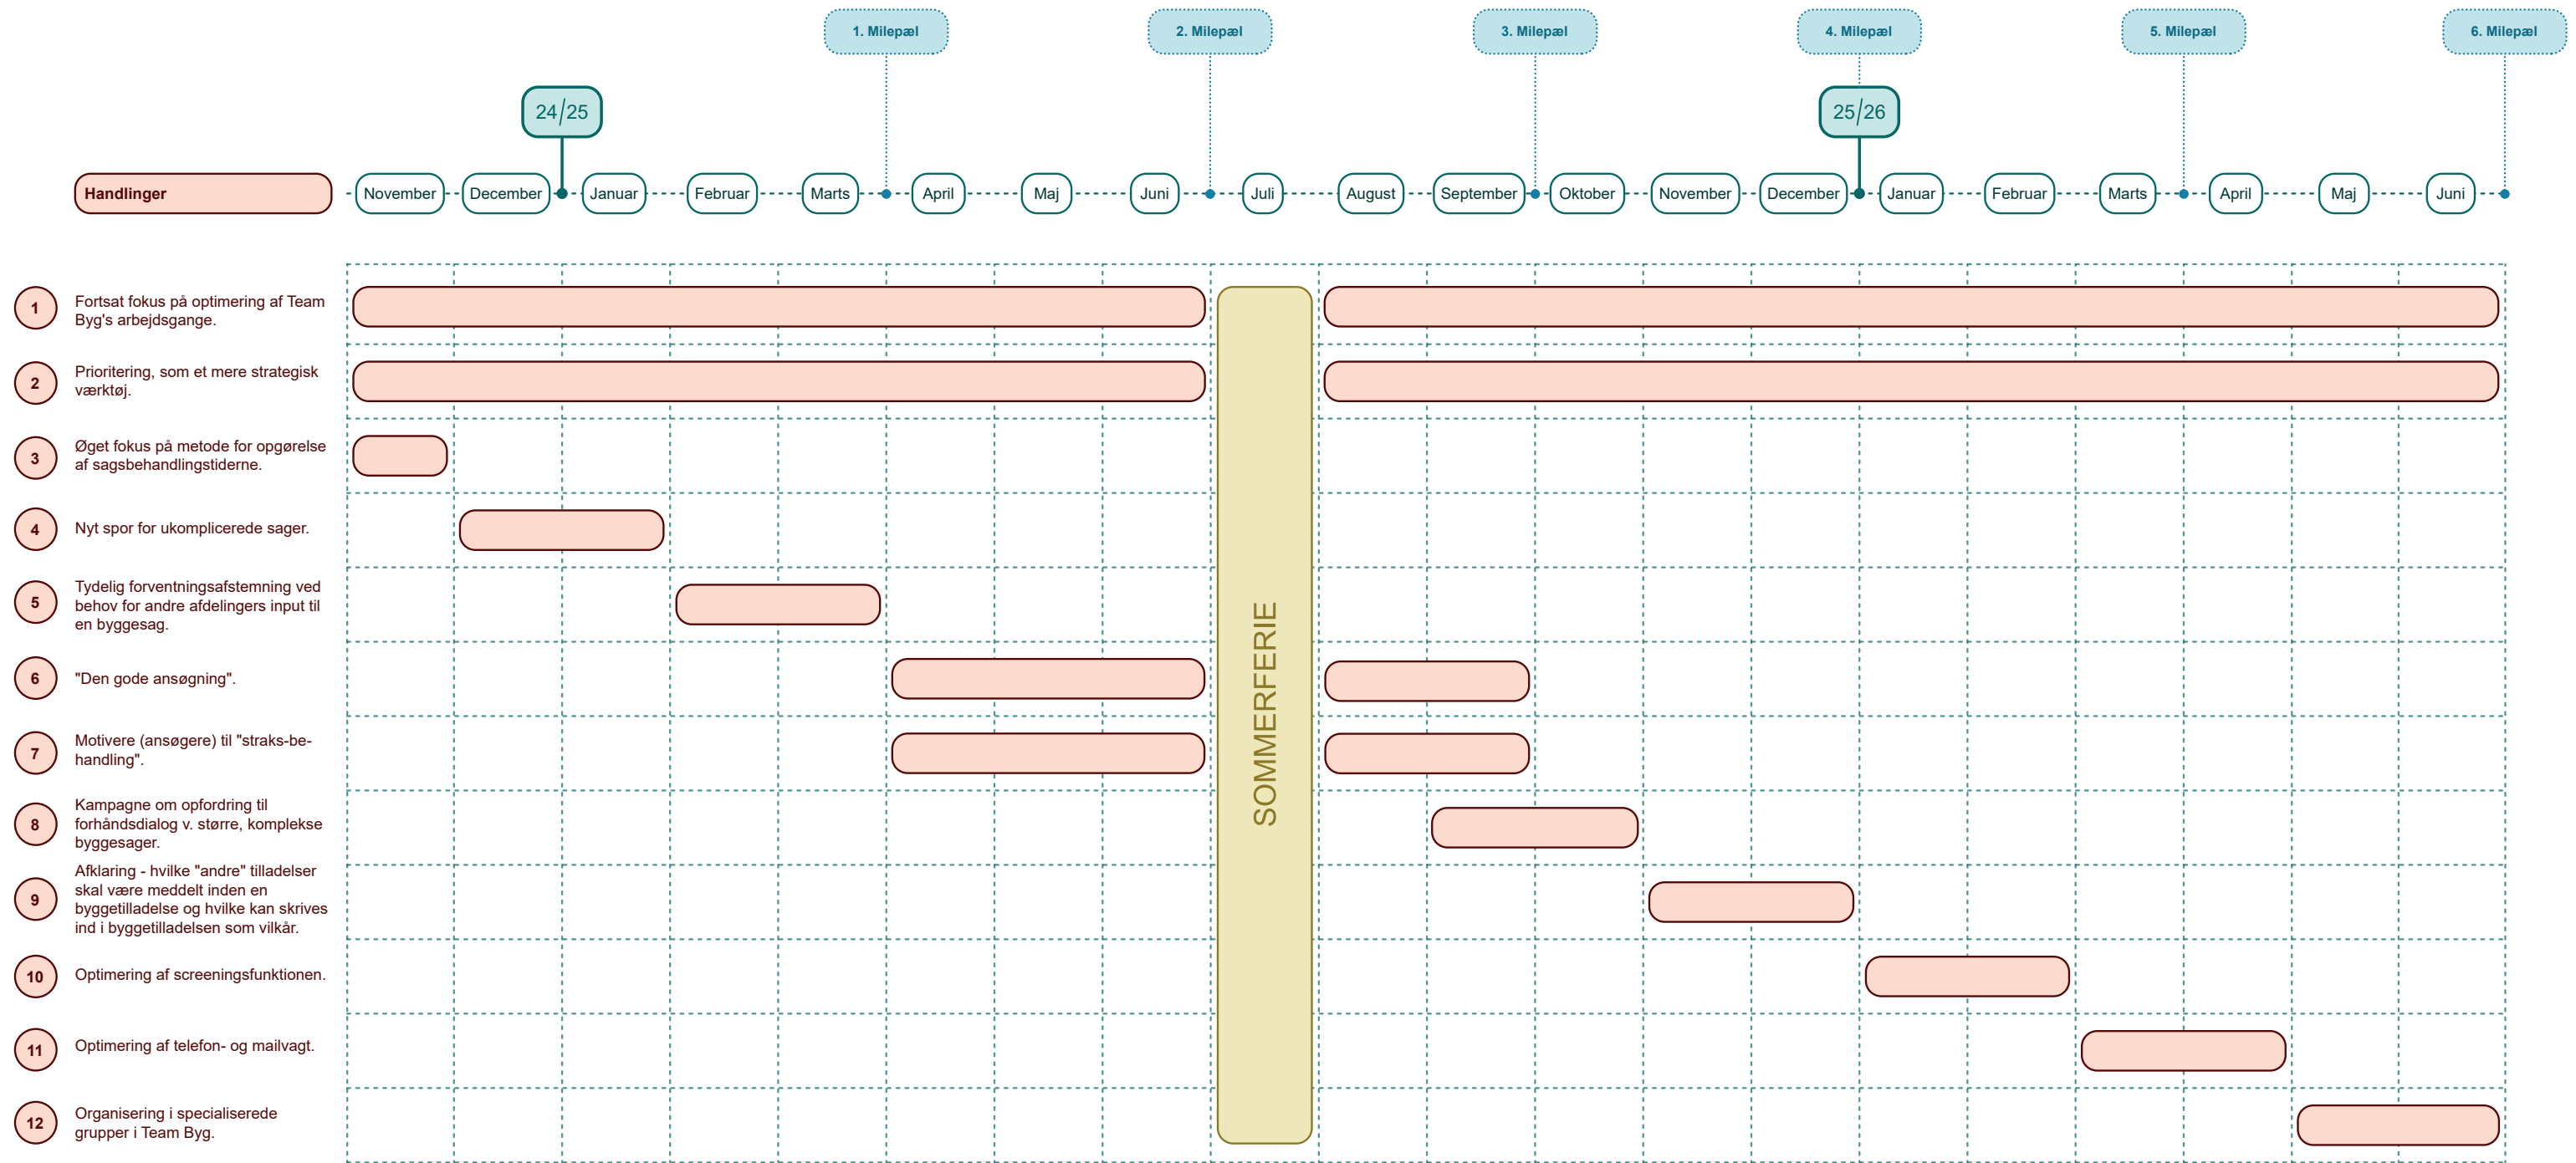 1. Milepæl
2. Milepæl
3. Milepæl
4. Milepæl
5. Milepæl
6. Milepæl
24/25
25/26
Handlinger
November
December
Januar
Februar
Marts
April
Maj
Juni
Juli
August
September
Oktober
November
December
Januar
Februar
Marts
April
Maj
Juni
SOMMERFERIE
1
Fortsat fokus på optimering af Team
Byg's arbejdsgange.
2
Prioritering, som et mere strategisk
værktøj.
3
Øget fokus på metode for opgørelse
af sagsbehandlingstiderne.
4
Nyt spor for ukomplicerede sager.
5
Tydelig forventningsafstemning ved
behov for andre afdelingers input til
en byggesag.
6
"Den gode ansøgning".
7
Motivere (ansøgere) til "straks-be-
handling".
8
Kampagne om opfordring til
forhåndsdialog v. større, komplekse
byggesager.
9
Afklaring - hvilke "andre" tilladelser
skal være meddelt inden en
byggetilladelse og hvilke kan skrives
ind i byggetilladelsen som vilkår.
10
Optimering af screeningsfunktionen.
11
Optimering af telefon- og mailvagt.
12
Organisering i specialiserede
grupper i Team Byg.